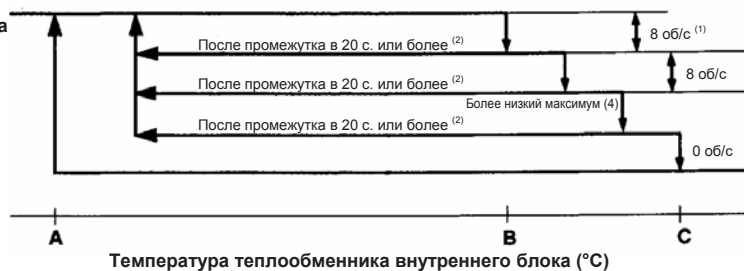 а
8 об/с (1)
После промежутка в 20 с. или более (2)
8 об/с
После промежутка в 20 с. или более (2)
Более низкий максимум (4)
После промежутка в 20 с. или более (2)
0 об/с
A B C
Температура теплообменника внутреннего блока (°C)